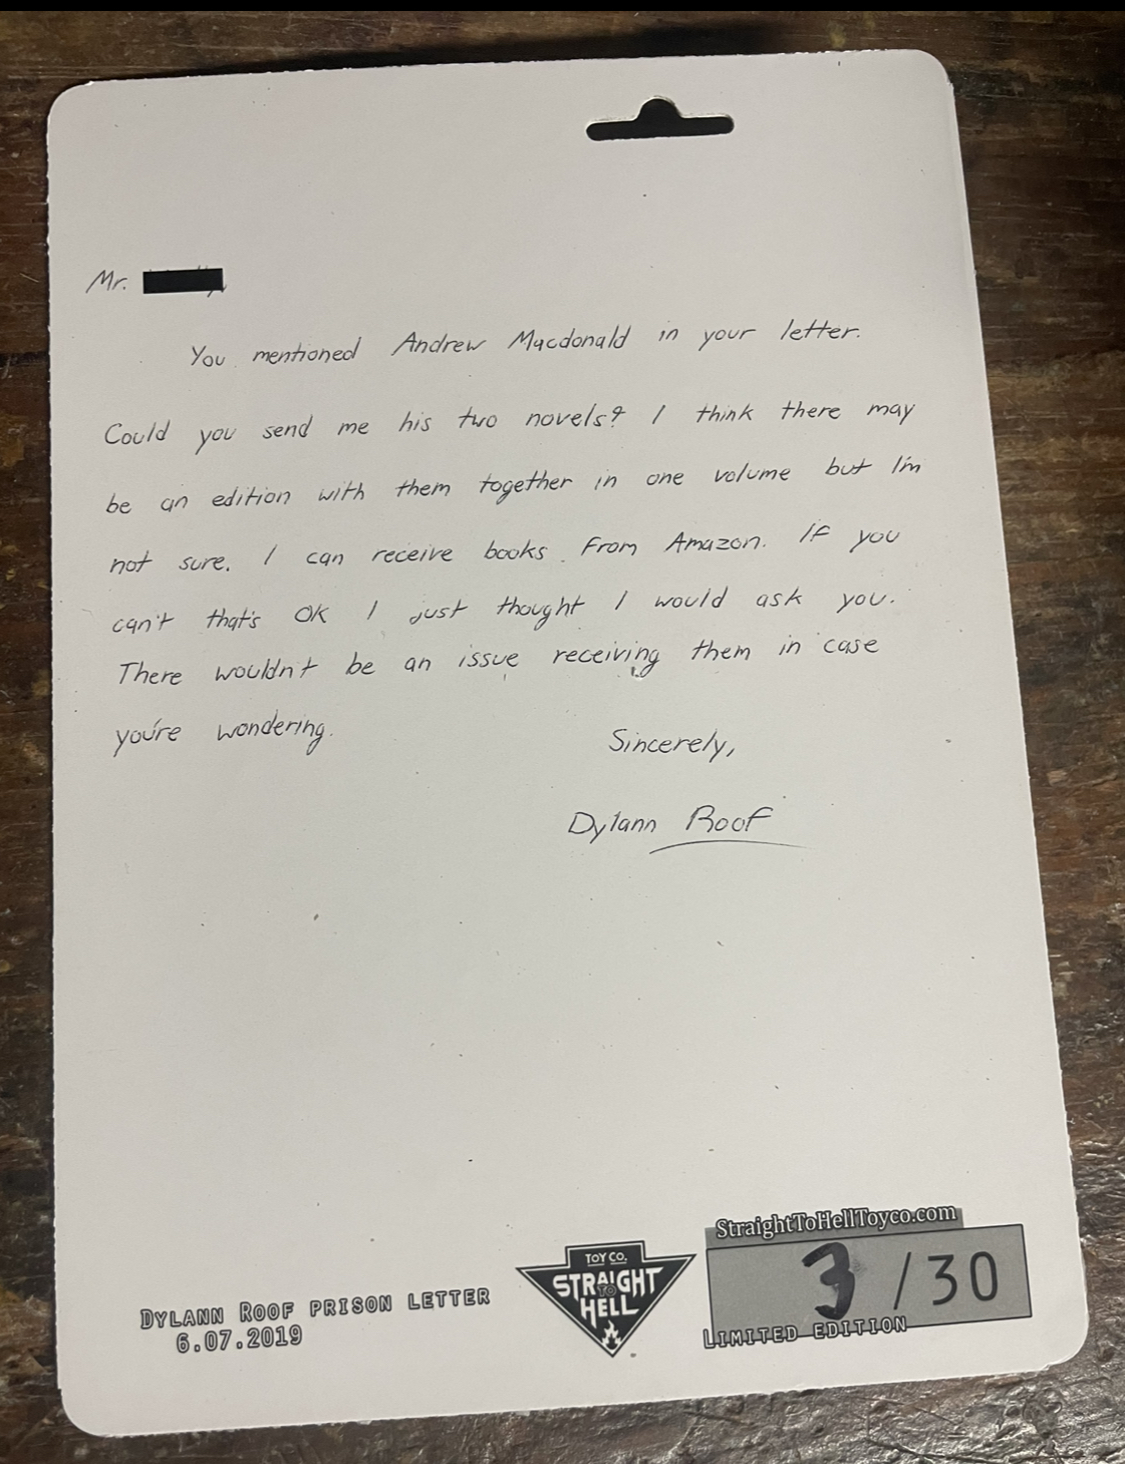 Mr.
You mentioned Andrew Macdonald in your letter.
Could you send me his two novels? I think there may
be an edition with them together in one volume but I'm
not sure. I can receive books from Amazon. If you
can't that's OK I just thought I would ask you.
There wouldn't be an issue receiving them in case
you're wondering.
Sincerely,
Dylann Roof
StraightToHellToyco.com
TOY CO.
STRAIGHT
TO
HELL
3/30
LIMITED EDITION
DYLANN ROOF PRISON LETTER
6.07.2019